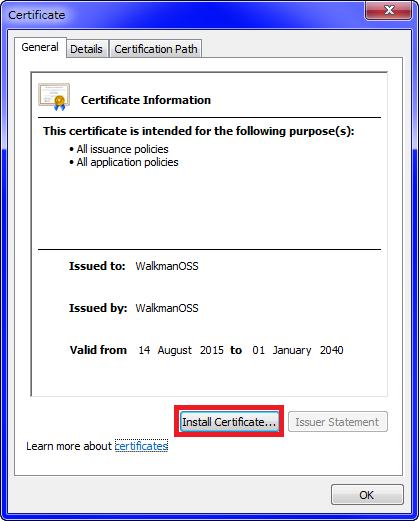 Certificate
General Details Certification Path
Certificate Information
This certificate is intended for the following purpose(s):
• All issuance policies
• All application policies
Issued to: WalkmanOSS
Issued by: WalkmanOSS
Valid from 14 August 2015 to 01 January 2040
Install Certificate... Issuer Statement
Learn more about certificates
OK